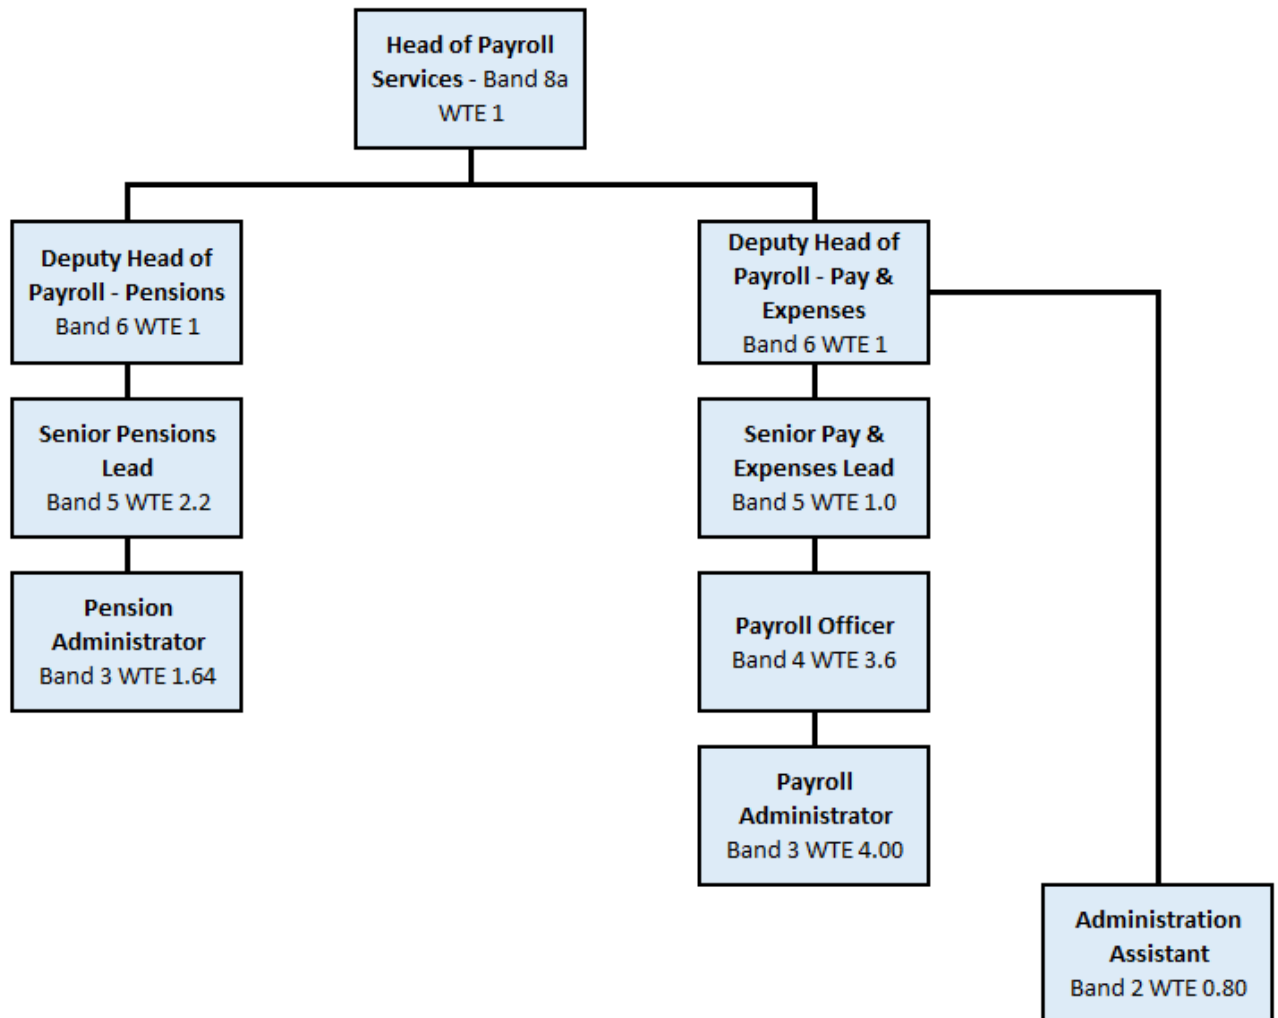 Head of Payroll
Services - Band 8a
WTE 1
Deputy Head of
Payroll - Pensions
Band 6 WTE 1
Deputy Head of
Payroll - Pay &
Expenses
Band 6 WTE 1
Senior Pensions
Lead
Band 5 WTE 2.2
Senior Pay &
Expenses Lead
Band 5 WTE 1.0
Pension
Administrator
Band 3 WTE 1.64
Payroll Officer
Band 4 WTE 3.6
Payroll
Administrator
Band 3 WTE 4.00
Administration
Assistant
Band 2 WTE 0.80